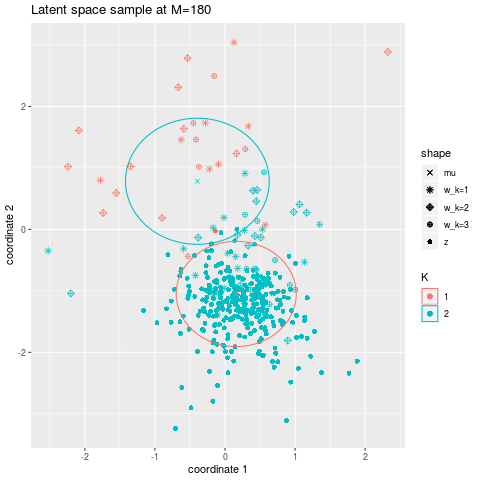 Latent space sample at M=180
coordinate 2
2
0
-2
-2
-1
0
1
2
coordinate 1
shape
mu
w_k=1
w_k=2
w_k=3
z
K
1
2